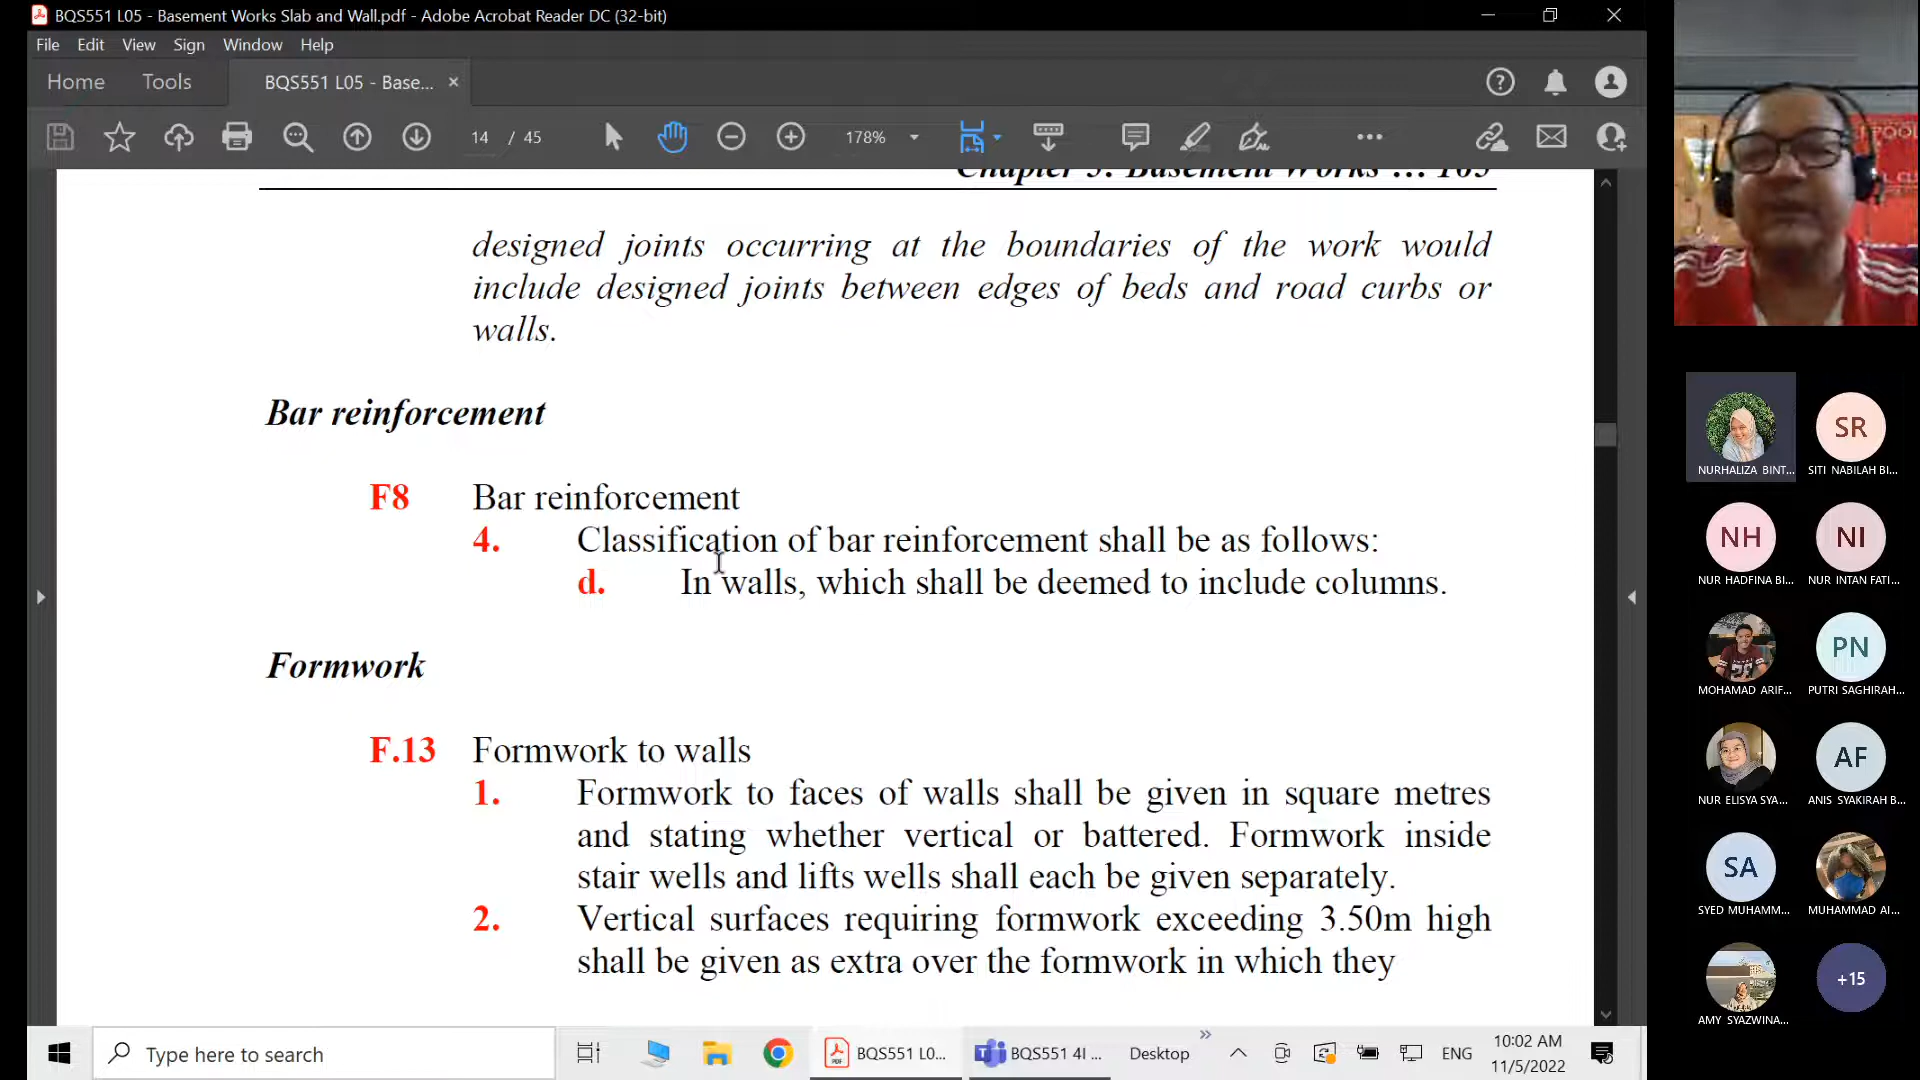 BQS551 L05 - Basement Works Slab and Wall.pdf - Adobe Acrobat Reader DC (32-bit)
File Edit View Sign Window Help
Home Tools BQS551 L05 - Base...
14 / 45 178%
Chapter 5: Basement Works ... 105
designed joints occurring at the boundaries of the work would
include designed joints between edges of beds and road curbs or
walls.
Bar reinforcement
F8 Bar reinforcement
4. Classification of bar reinforcement shall be as follows:
d. In walls, which shall be deemed to include columns.
Formwork
F.13 Formwork to walls
1. Formwork to faces of walls shall be given in square metres
and stating whether vertical or battered. Formwork inside
stair wells and lifts wells shall each be given separately.
2. Vertical surfaces requiring formwork exceeding 3.50m high
shall be given as extra over the formwork in which they
SR
NURHALIZA BINT... SITI NABILAH BI...
NH NI
NUR HADFINA BI... NUR INTAN FATI...
PN
MOHAMAD ARIF... PUTRI SAGHIRAH...
AF
NUR ELISYA SYA... ANIS SYAKIRAH B...
SA
SYED MUHAMM... MUHAMMAD AI...
+15
AMY SYAZWINA...
Type here to search BQS551 L0... BQS551 4I ... Desktop ENG 10:02 AM
11/5/2022